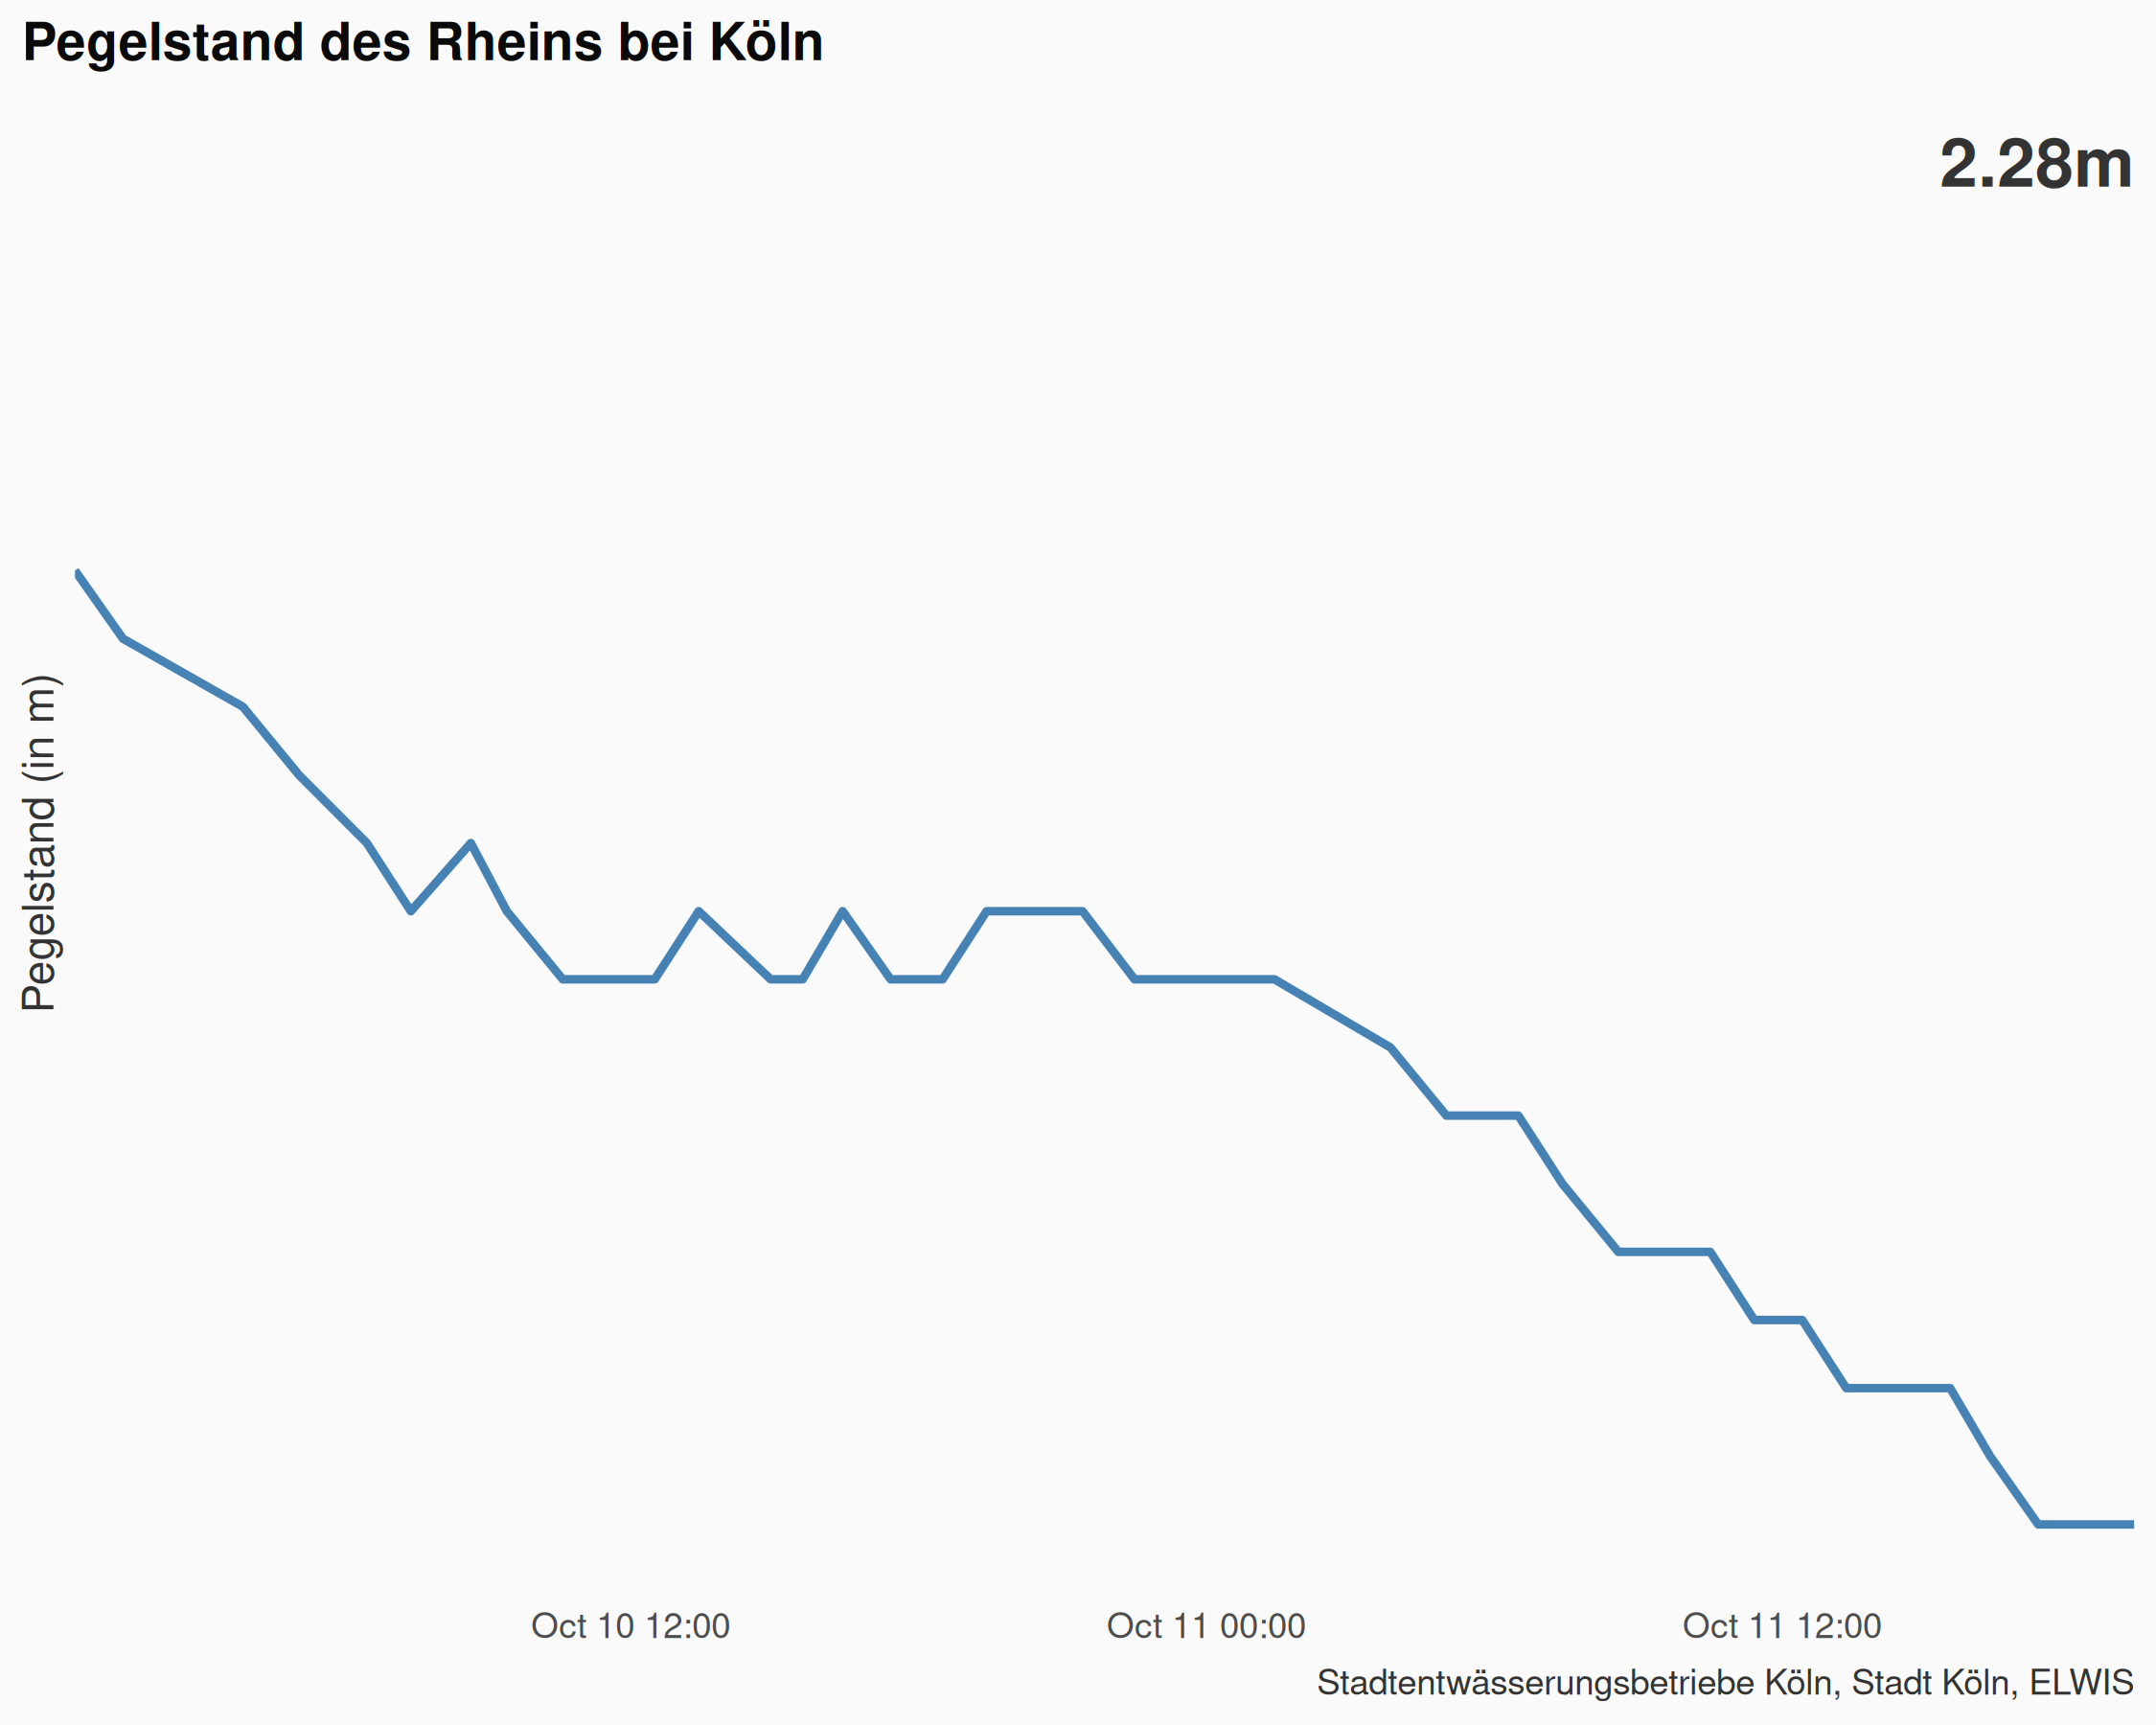 Pegelstand des Rheins bei Köln
2.28m
Pegelstand (in m)
Oct 10 12:00
Oct 11 00:00
Oct 11 12:00
Stadtentwässerungsbetriebe Köln, Stadt Köln, ELWIS